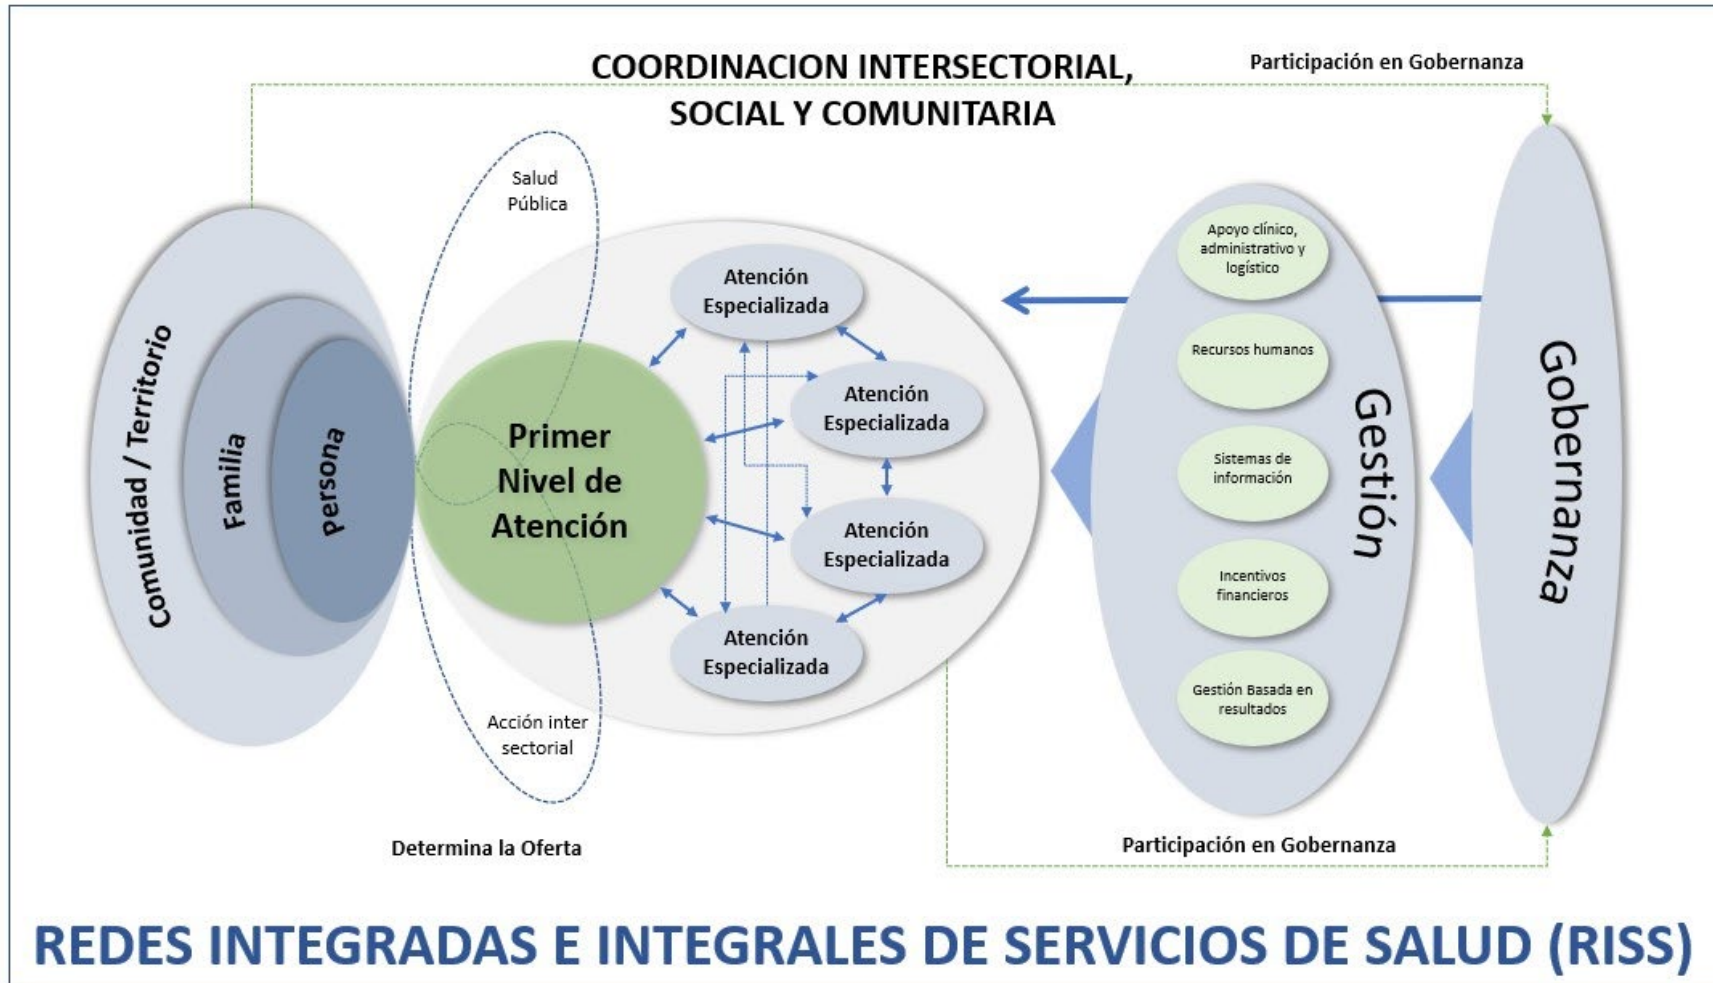 COORDINACION INTERSECTORIAL,
SOCIAL Y COMUNITARIA
Participación en Gobernanza
Comunidad / Territorio
Familia
Persona
Salud
Pública
Primer
Nivel de
Atención
Acción inter
sectorial
Atención
Especializada
Atención
Especializada
Atención
Especializada
Atención
Especializada
Apoyo clínico,
administrativo y
logístico
Recursos humanos
Sistemas de
información
Incentivos
financieros
Gestión Basada en
resultados
Gestión
Gobernanza
Determina la Oferta
Participación en Gobernanza
REDES INTEGRADAS E INTEGRALES DE SERVICIOS DE SALUD (RISS)